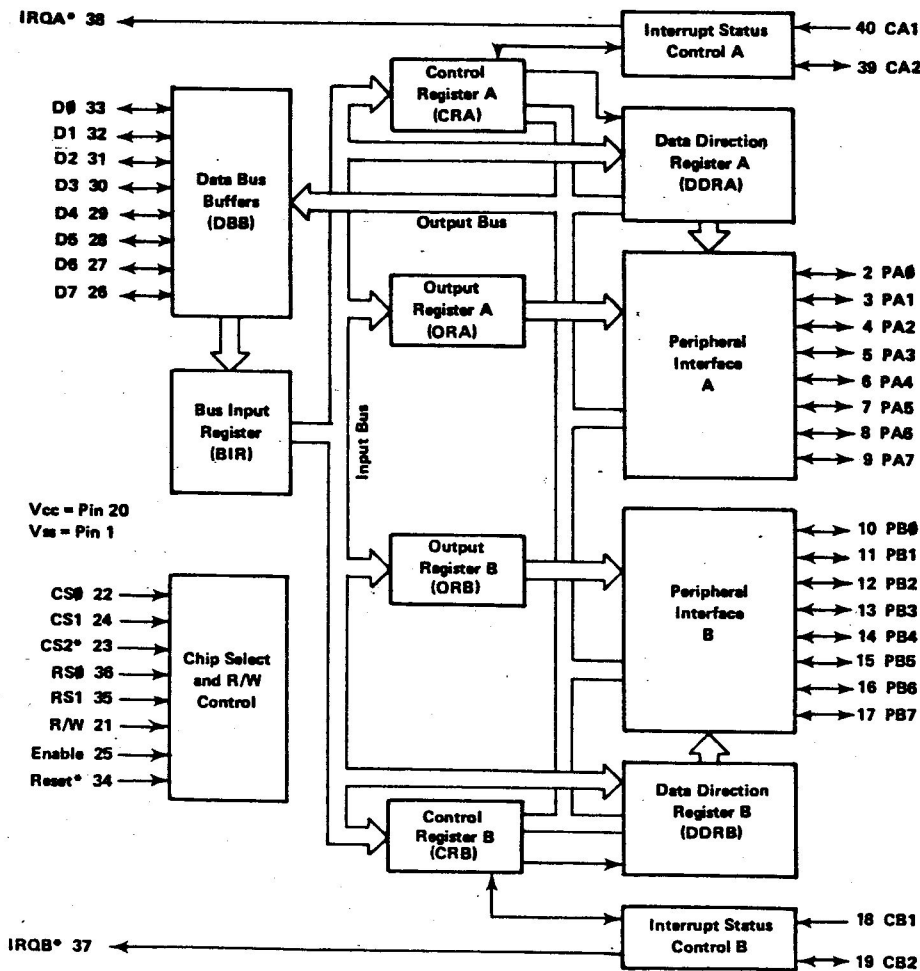 IRQA* 38
Interrupt Status
Control A
40 CA1
39 CA2
Control
Register A
(CRA)
D0 33
D1 32
D2 31
D3 30
D4 29
D5 28
D6 27
D7 26
Data Bus
Buffers
(DBB)
Data Direction
Register A
(DDRA)
Output Bus
Output
Register A
(ORA)
Peripheral
Interface
A
2 PA0
3 PA1
4 PA2
5 PA3
6 PA4
7 PA5
8 PA6
9 PA7
Bus Input
Register
(BIR)
Input Bus
Vcc = Pin 20
Vss = Pin 1
Output
Register B
(ORB)
Peripheral
Interface
B
10 PB0
11 PB1
12 PB2
13 PB3
14 PB4
15 PB5
16 PB6
17 PB7
CS0 22
CS1 24
CS2* 23
RS0 36
RS1 35
R/W 21
Enable 25
Reset* 34
Chip Select
and R/W
Control
Control
Register B
(CRB)
Data Direction
Register B
(DDRB)
IRQB* 37
Interrupt Status
Control B
18 CB1
19 CB2